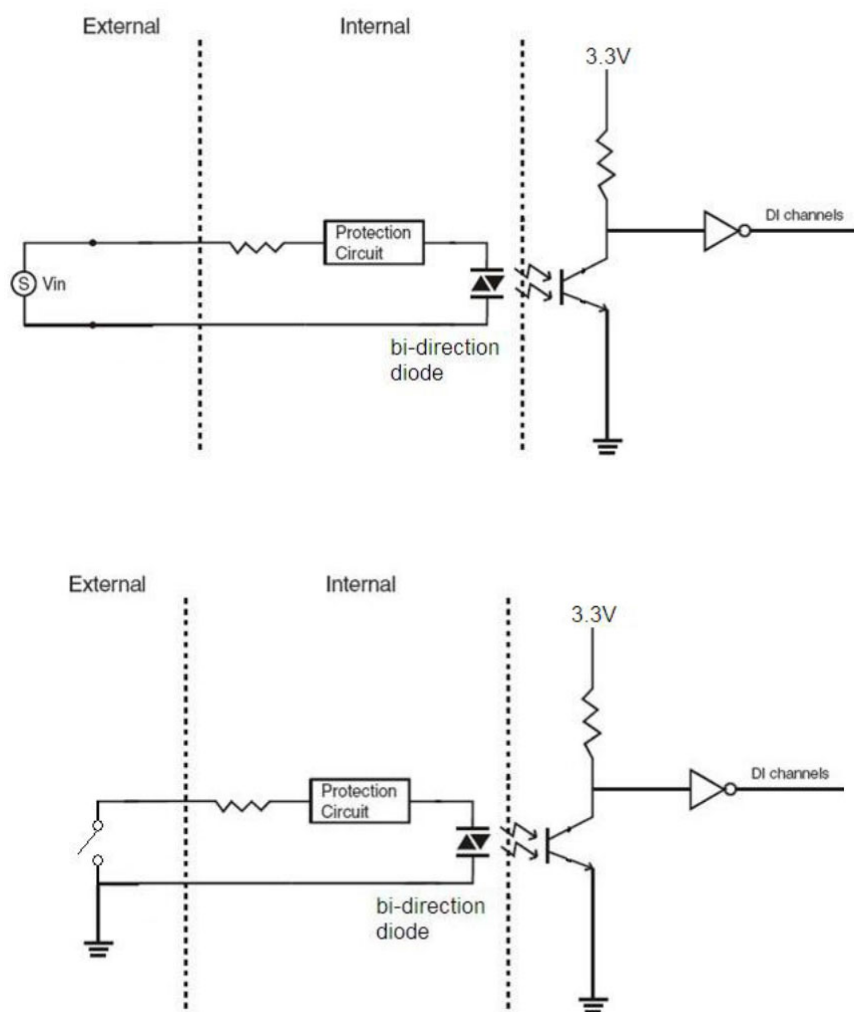 External
Internal
3.3V
DI channels
Protection
Circuit
S
Vin
bi-direction
diode
External
Internal
3.3V
DI channels
Protection
Circuit
bi-direction
diode